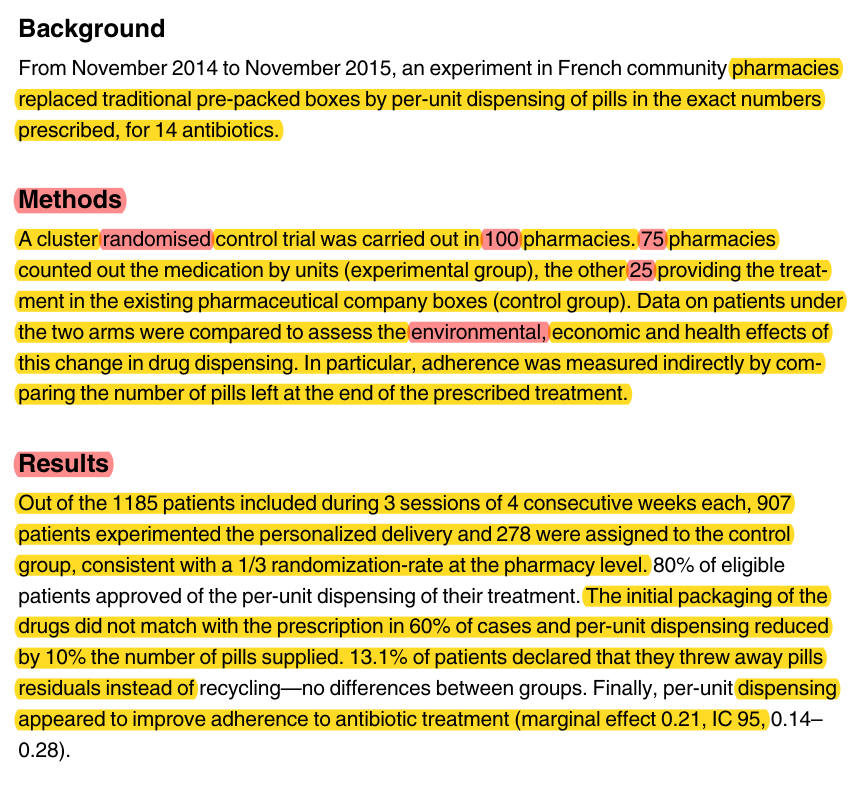 Background
From November 2014 to November 2015, an experiment in French community pharmacies
replaced traditional pre-packed boxes by per-unit dispensing of pills in the exact numbers
prescribed, for 14 antibiotics.
Methods
A cluster randomised control trial was carried out in 100 pharmacies. 75 pharmacies
counted out the medication by units (experimental group), the other 25 providing the treat-
ment in the existing pharmaceutical company boxes (control group). Data on patients under
the two arms were compared to assess the environmental, economic and health effects of
this change in drug dispensing. In particular, adherence was measured indirectly by com-
paring the number of pills left at the end of the prescribed treatment.
Results
Out of the 1185 patients included during 3 sessions of 4 consecutive weeks each, 907
patients experimented the personalized delivery and 278 were assigned to the control
group, consistent with a 1/3 randomization-rate at the pharmacy level. 80% of eligible
patients approved of the per-unit dispensing of their treatment. The initial packaging of the
drugs did not match with the prescription in 60% of cases and per-unit dispensing reduced
by 10% the number of pills supplied. 13.1% of patients declared that they threw away pills
residuals instead of recycling—no differences between groups. Finally, per-unit dispensing
appeared to improve adherence to antibiotic treatment (marginal effect 0.21, IC 95, 0.14–
0.28).